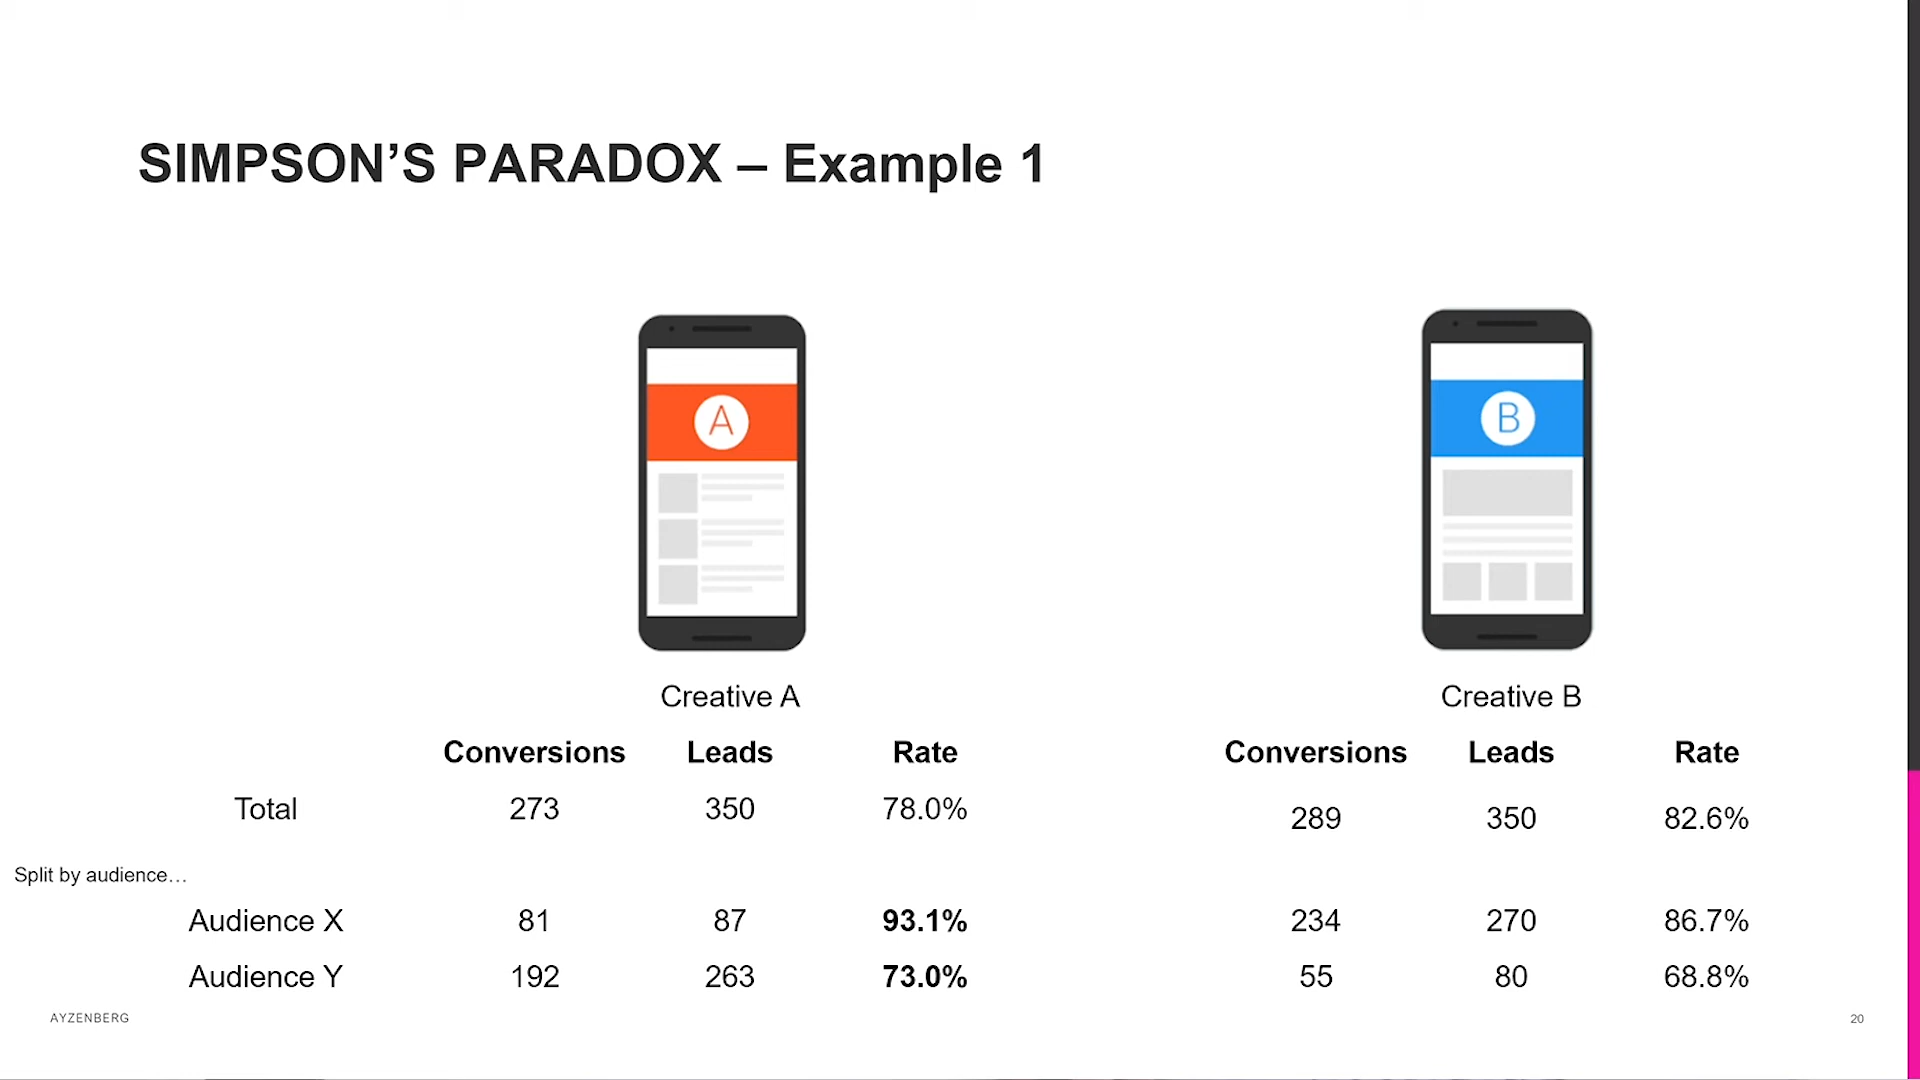 SIMPSON’S PARADOX – Example 1
A
B
Creative A
Creative B
Conversions Leads Rate Conversions Leads Rate
Total 273 350 78.0% 289 350 82.6%
Split by audience…
Audience X 81 87 93.1% 234 270 86.7%
Audience Y 192 263 73.0% 55 80 68.8%
AYZENBERG
20